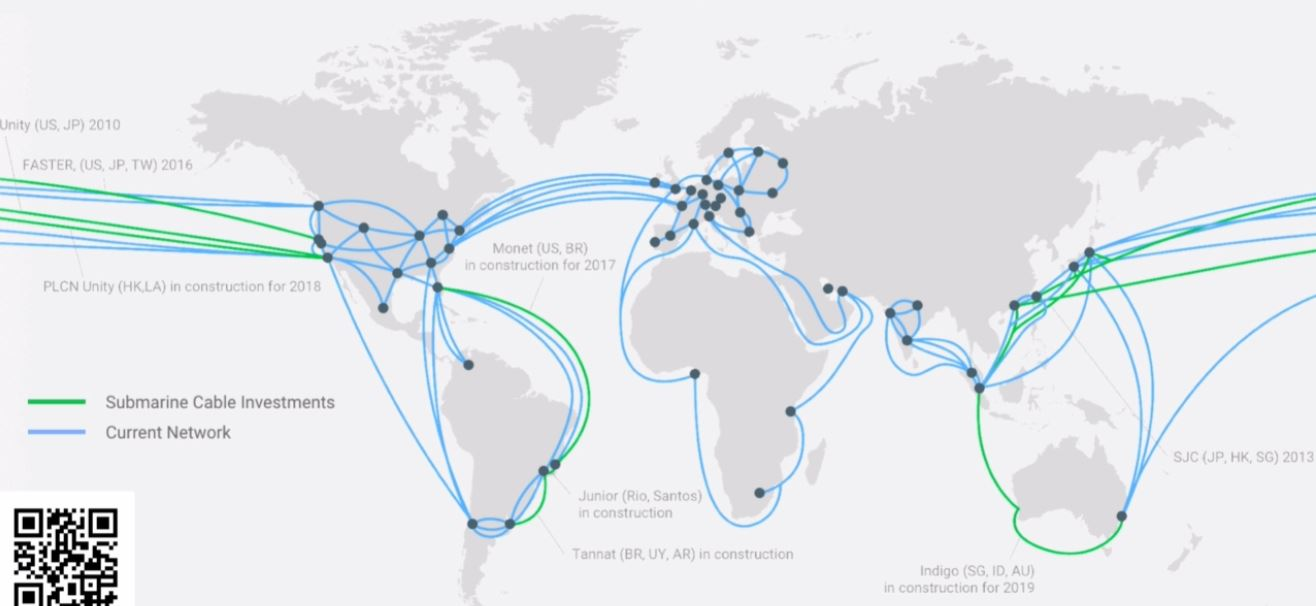 Unity (US, JP) 2010
FASTER, (US, JP, TW) 2016
Monet (US, BR)
in construction for 2017
PLCN Unity (HK,LA) in construction for 2018
Submarine Cable Investments
Current Network
SJC (JP, HK, SG) 2013
Junior (Rio, Santos)
in construction
Tannat (BR, UY, AR) in construction
Indigo (SG, ID, AU)
in construction for 2019